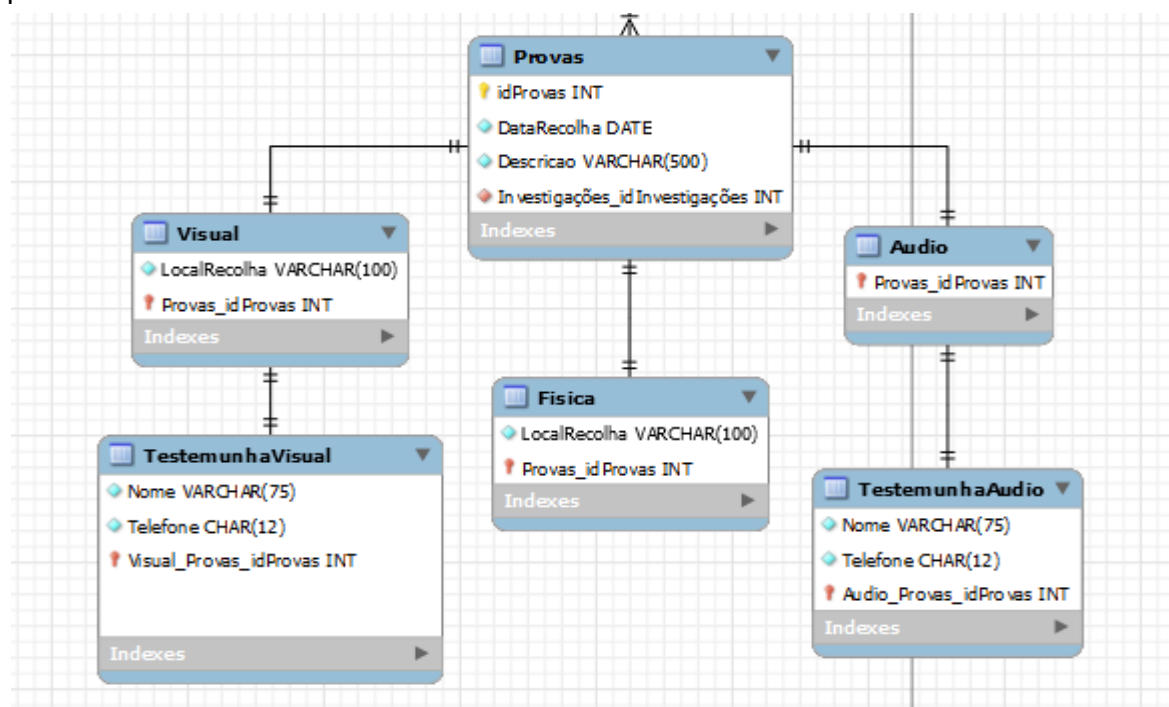 Provas
idProvas INT
DataRecolha DATE
Descricao VARCHAR(500)
Investigações_idInvestigações INT
Indexes
Visual
LocalRecolha VARCHAR(100)
Provas_idProvas INT
Indexes
Audio
Provas_idProvas INT
Indexes
Fisica
LocalRecolha VARCHAR(100)
Provas_idProvas INT
Indexes
TestemunhaVisual
Nome VARCHAR(75)
Telefone CHAR(12)
Visual_Provas_idProvas INT
Indexes
TestemunhaAudio
Nome VARCHAR(75)
Telefone CHAR(12)
Audio_Provas_idProvas INT
Indexes